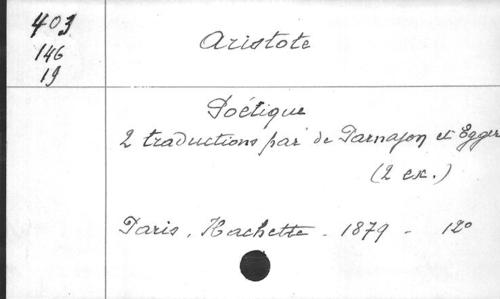 403
146
19
Aristote
Poétique
2 traductions par de Parnajon et Egger
(2 ex.)
Paris, Hachette - 1879 - 12°